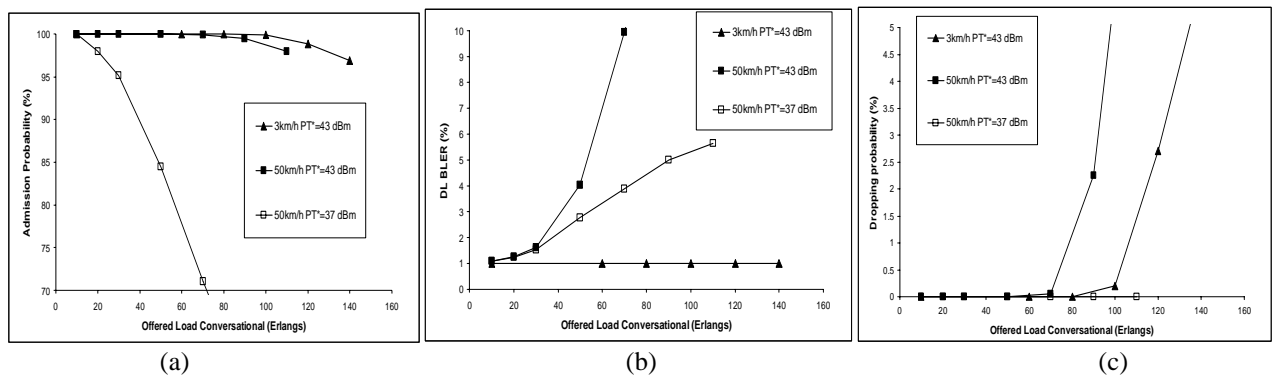 Admission Probability (%)
100
95
90
85
80
75
70
0 20 40 60 80 100 120 140 160
Offered Load Conversational (Erlangs)
3km/h PT*=43 dBm
50km/h PT*=43 dBm
50km/h PT*=37 dBm
(a)
DL BLER (%)
10
9
8
7
6
5
4
3
2
1
0
0 20 40 60 80 100 120 140 160
Offered Load Conversational (Erlangs)
3km/h PT*=43 dBm
50km/h PT*=43 dBm
50km/h PT*=37 dBm
(b)
Dropping probability (%)
5
4.5
4
3.5
3
2.5
2
1.5
1
0.5
0
0 20 40 60 80 100 120 140 160
Offered Load Conversational (Erlangs)
3km/h PT*=43 dBm
50km/h PT*=43 dBm
50km/h PT*=37 dBm
(c)